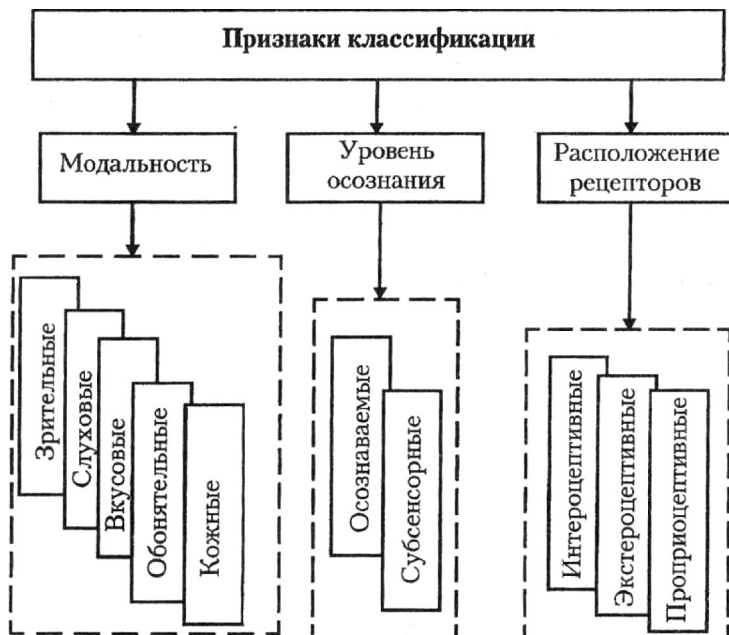 Признаки классификации
Модальность
Уровень
осознания
Расположение
рецепторов
Зрительные
Слуховые
Вкусовые
Обонятельные
Кожные
Осознаваемые
Субсенсорные
Интероцептивные
Экстероцептивные
Проприоцептивные